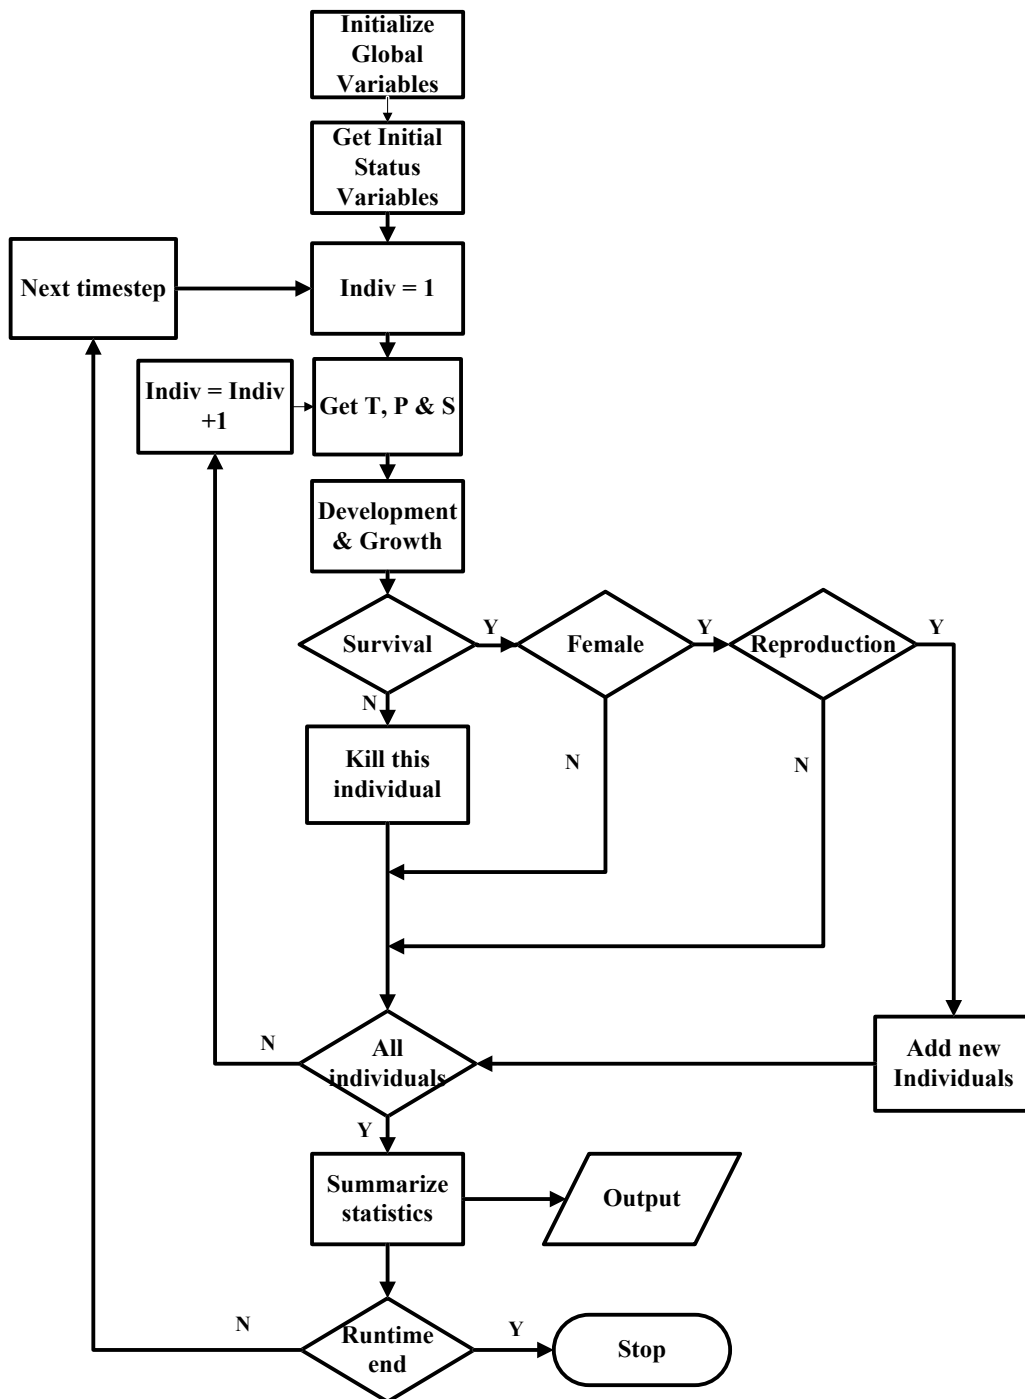 Initialize
Global
Variables
Get Initial
Status
Variables
Next timestep
Indiv = 1
Indiv = Indiv
+1
Get T, P & S
Development
& Growth
Survival
Y
Female
Y
Reproduction
Y
N
Kill this
individual
N
N
All
individuals
N
Add new
Individuals
Y
Summarize
statistics
Output
N
Runtime
end
Y
Stop